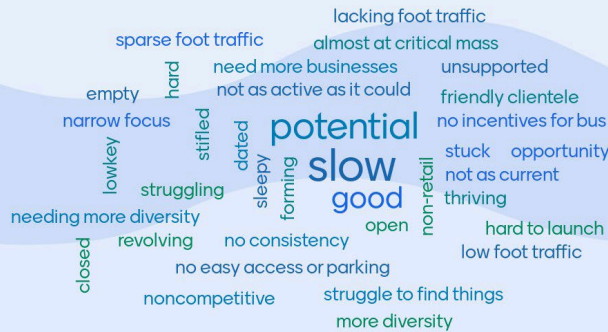 lacking foot traffic
sparse foot traffic
almost at critical mass
need more businesses
unsupported
hard
empty
not as active as it could
friendly clientele
narrow focus
potential
no incentives for bus
stifled
dated
lowkey
sleepy
slow
stuck
opportunity
not as current
struggling
forming
good
non-retail
thriving
needing more diversity
open
hard to launch
closed
revolving
no consistency
low foot traffic
no easy access or parking
noncompetitive
struggle to find things
more diversity